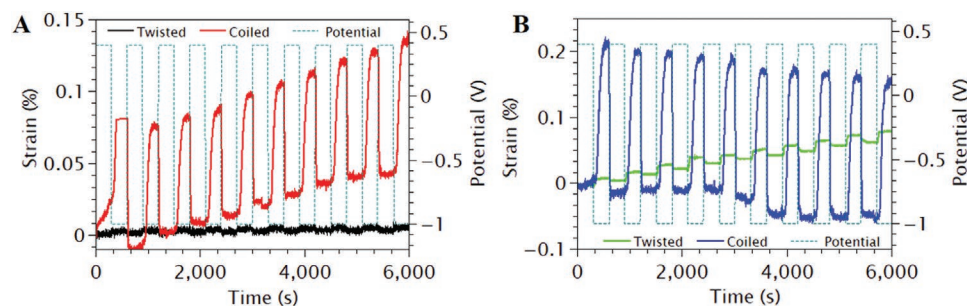 A
Twisted Coiled Potential
0.15
0.1
0.05
0
Strain (%)
0.5
0
−0.5
−1
Potential (V)
0 2,000 4,000 6,000
Time (s)
B
0.2
0.1
0
−0.1
Strain (%)
0.5
0
−0.5
−1
Potential (V)
Twisted Coiled Potential
0 2,000 4,000 6,000
Time (s)